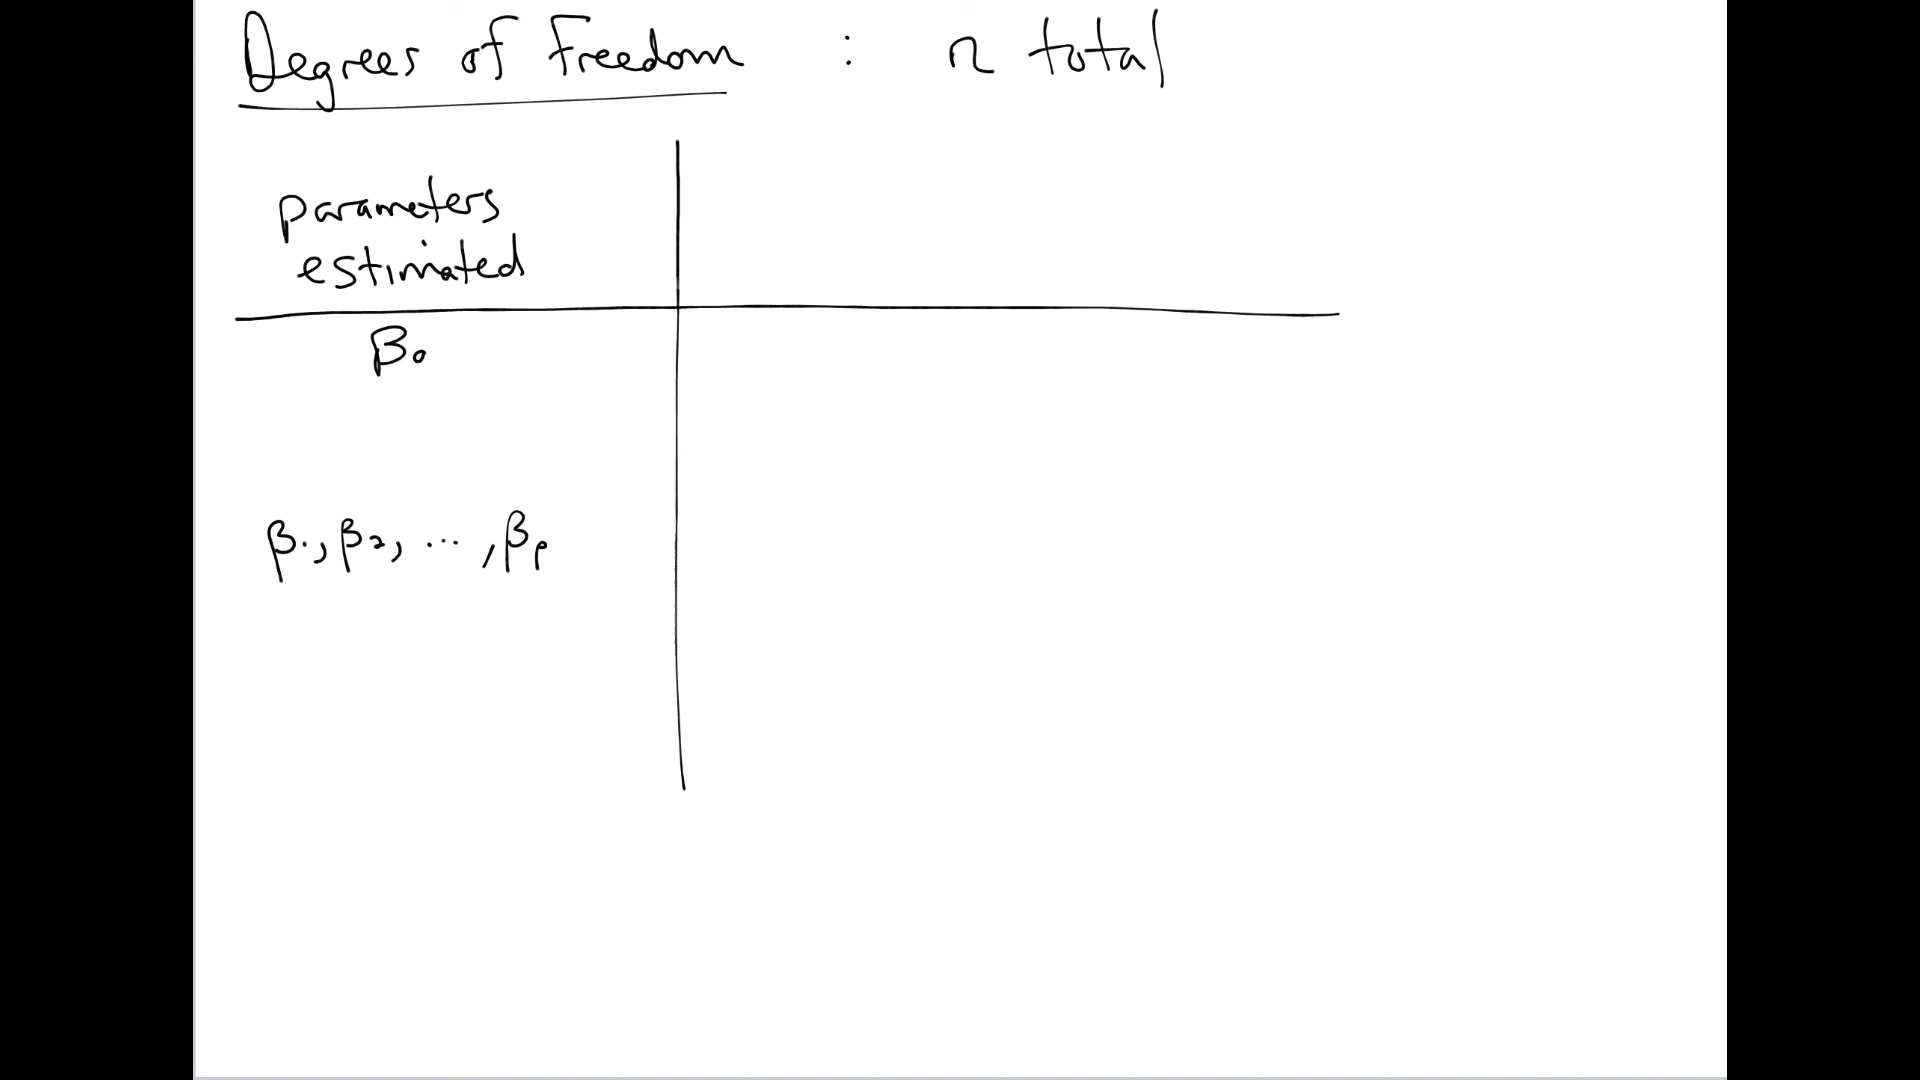 Degrees of Freedom : n total
parameters
estimated
β₀
β₁, β₂, ..., βₚ